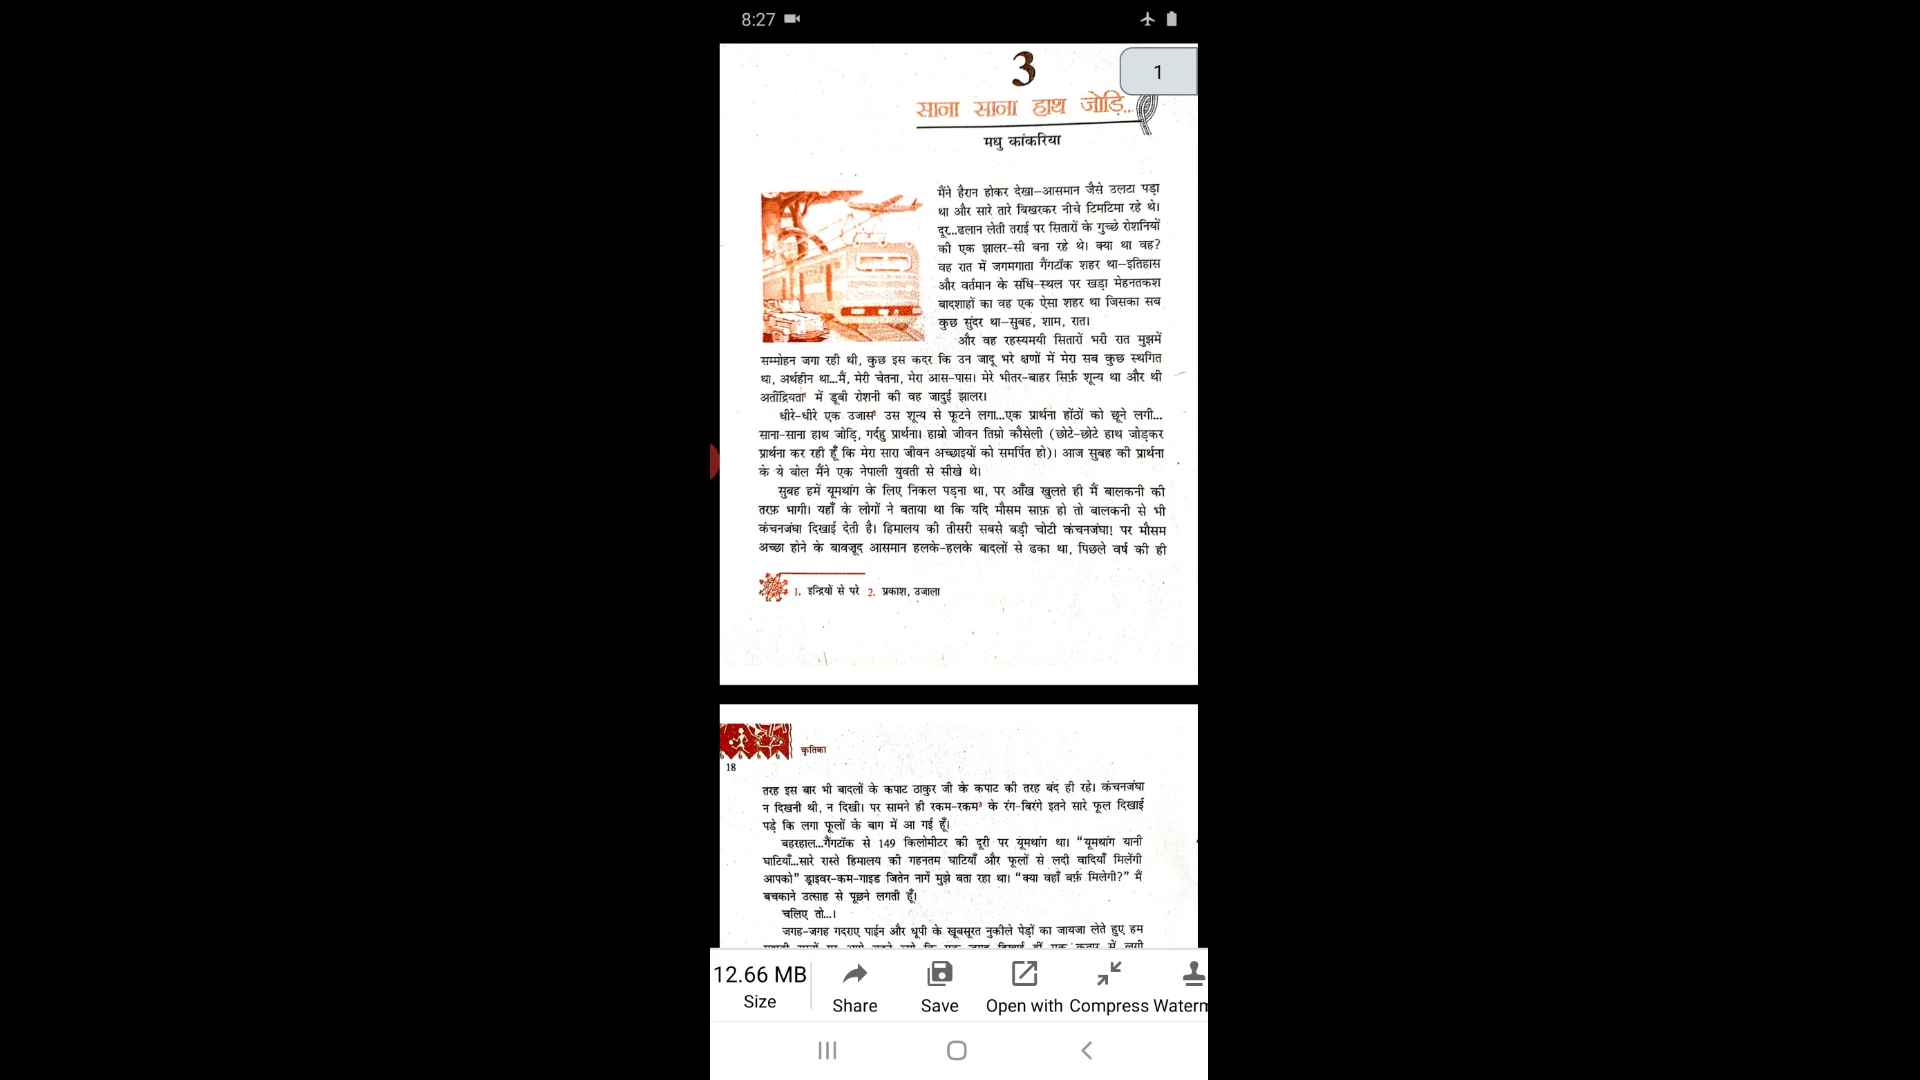 8:27
1
3
साना साना हाथ जोड़ि...
मधु कांकरिया
मैंने हैरान होकर देखा–आसमान जैसे उलटा पड़ा
था और सारे तारे बिखरकर नीचे टिमटिमा रहे थे।
दूर...ढलान लेती तराई पर सितारों के गुच्छे रोशनियों
की एक झालर-सी बना रहे थे। क्या था वह?
वह रात में जगमगाता गैंगटॉक शहर था–इतिहास
और वर्तमान के संधि-स्थल पर खड़ा मेहनतकश
बादशाहों का वह एक ऐसा शहर था जिसका सब
कुछ सुंदर था–सुबह, शाम, रात।
और वह रहस्यमयी सितारों भरी रात मुझमें
सम्मोहन जगा रही थी, कुछ इस कदर कि उन जादू भरे क्षणों में मेरा सब कुछ स्थगित
था, अर्थहीन था...मैं, मेरी चेतना, मेरा आस-पास। मेरे भीतर-बाहर सिर्फ़ शून्य था और थी
अतींद्रियता1 में डूबी रोशनी की वह जादुई झालर।
धीरे-धीरे एक उजास2 उस शून्य से फूटने लगा...एक प्रार्थना होंठों को छूने लगी...
साना-साना हाथ जोड़ि, गर्दहु प्रार्थना। हाम्रो जीवन तिम्रो कौसेली (छोटे-छोटे हाथ जोड़कर
प्रार्थना कर रही हूँ कि मेरा सारा जीवन अच्छाइयों को समर्पित हो)। आज सुबह की प्रार्थना
के ये बोल मैंने एक नेपाली युवती से सीखे थे।
सुबह हमें यूमथांग के लिए निकल पड़ना था, पर आँख खुलते ही मैं बालकनी की
तरफ़ भागी। यहाँ के लोगों ने बताया था कि यदि मौसम साफ़ हो तो बालकनी से भी
कंचनजंघा दिखाई देती है। हिमालय की तीसरी सबसे बड़ी चोटी कंचनजंघा! पर मौसम
अच्छा होने के बावजूद आसमान हलके-हलके बादलों से ढका था, पिछले वर्ष की ही
1. इन्द्रियों से परे 2. प्रकाश, उजाला
कृतिका
18
तरह इस बार भी बादलों के कपाट ठाकुर जी के कपाट की तरह बंद ही रहे। कंचनजंघा
न दिखनी थी, न दिखी। पर सामने ही रकम-रकम3 के रंग-बिरंगे इतने सारे फूल दिखाई
पड़े कि लगा फूलों के बाग में आ गई हूँ।
बहरहाल...गैंगटॉक से 149 किलोमीटर की दूरी पर यूमथांग था। “यूमथांग यानी
घाटियाँ...सारे रास्ते हिमालय की गहनतम घाटियाँ और फूलों से लदी वादियाँ मिलेंगी
आपको” ड्राइवर-कम-गाइड जितेन नार्गे मुझे बता रहा था। “क्या वहाँ बर्फ़ मिलेगी?” मैं
बचकाने उत्साह से पूछने लगती हूँ।
चलिए तो...।
जगह-जगह गदराए पाईन और धूपी के खूबसूरत नुकीले पेड़ों का जायजा लेते हुए हम
12.66 MB
Size
Share
Save
Open with
Compress
Waterm